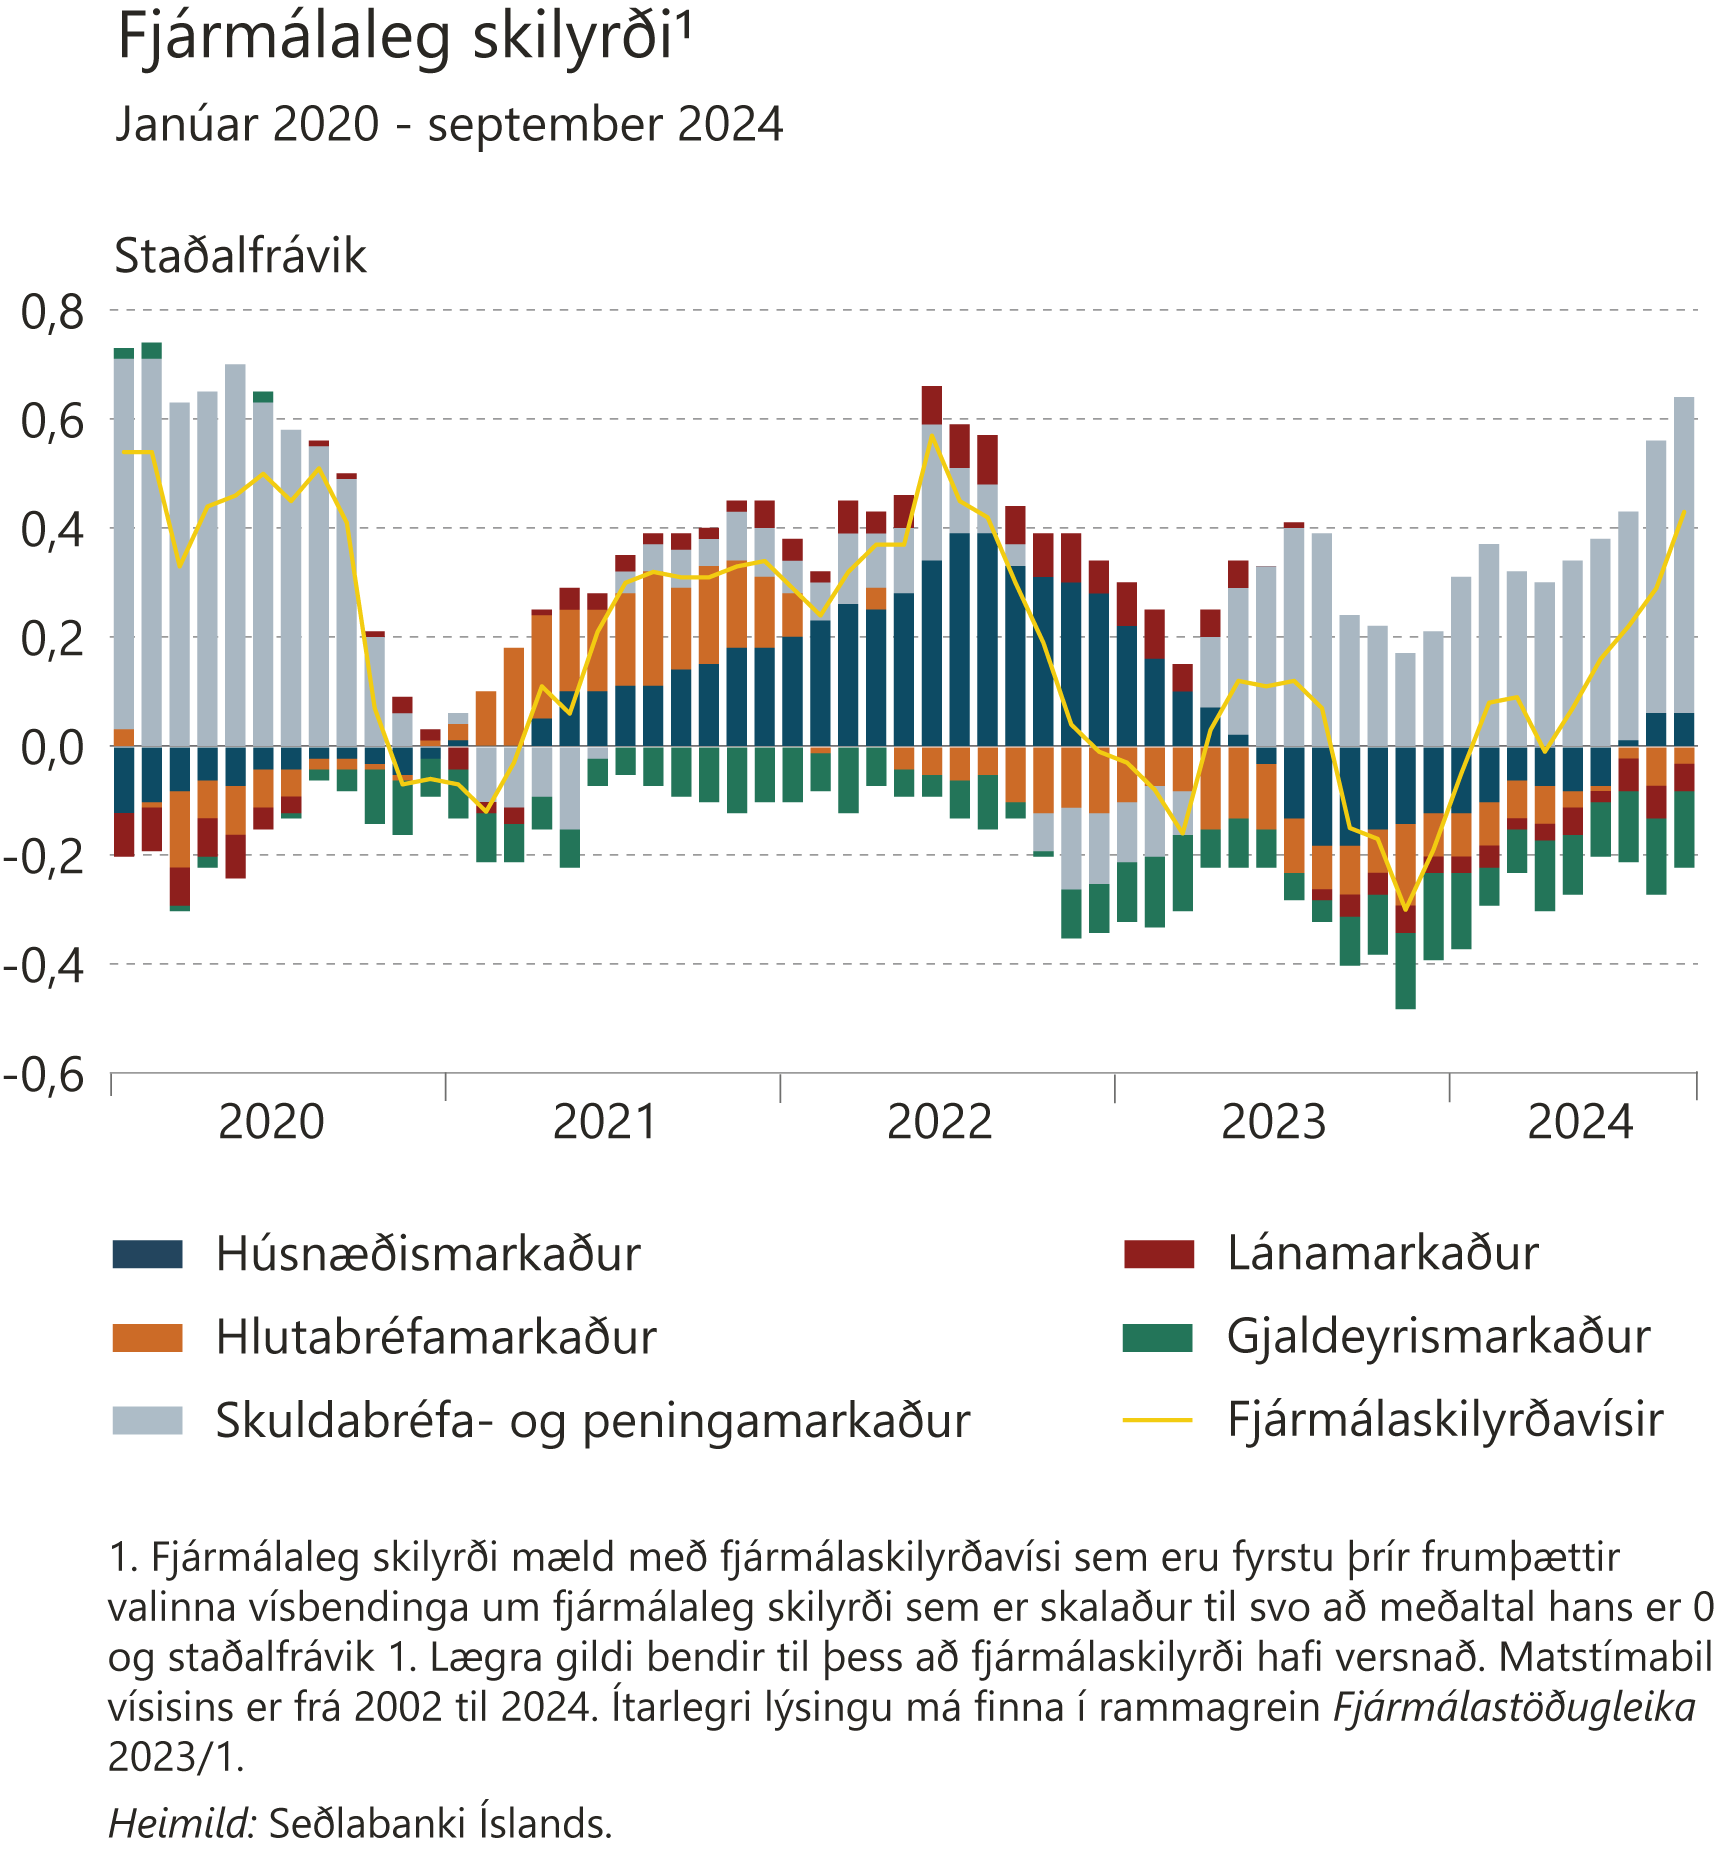 Fjármálaleg skilyrði¹
Janúar 2020 - september 2024
Staðalfrávik
0,8
0,6
0,4
0,2
0,0
-0,2
-0,4
-0,6
2020 2021 2022 2023 2024
Húsnæðismarkaður
Hlutabréfamarkaður
Skuldabréfa- og peningamarkaður
Lánamarkaður
Gjaldeyrismarkaður
Fjármálaskilyrðavísir
1. Fjármálaleg skilyrði mæld með fjármálaskilyrðavísi sem eru fyrstu þrír frumþættir
valinna vísbendinga um fjármálaleg skilyrði sem er skalaður til svo að meðaltal hans er 0
og staðalfrávik 1. Lægra gildi bendir til þess að fjármálaskilyrði hafi versnað. Matstímabil
vísisins er frá 2002 til 2024. Ítarlegri lýsingu má finna í rammagrein Fjármálastöðugleika
2023/1.
Heimild: Seðlabanki Íslands.